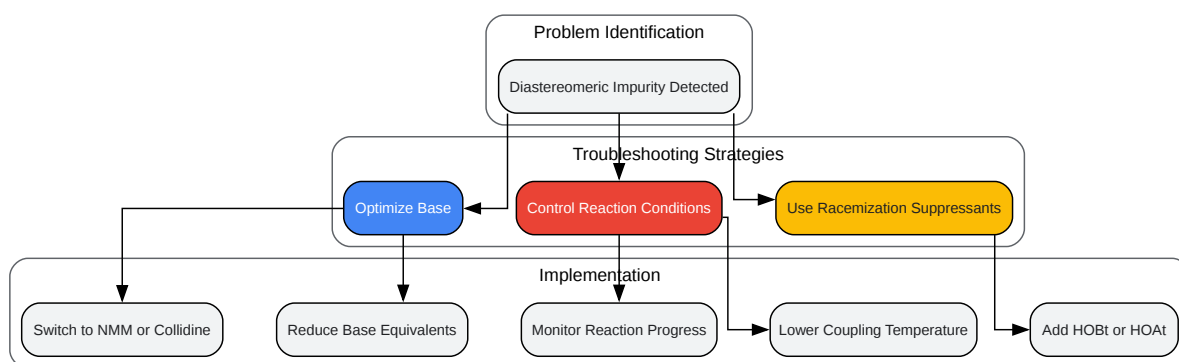 Problem Identification
Diastereomeric Impurity Detected
Troubleshooting Strategies
Optimize Base
Control Reaction Conditions
Use Racemization Suppressants
Implementation
Switch to NMM or Collidine
Reduce Base Equivalents
Monitor Reaction Progress
Lower Coupling Temperature
Add HOBt or HOAt